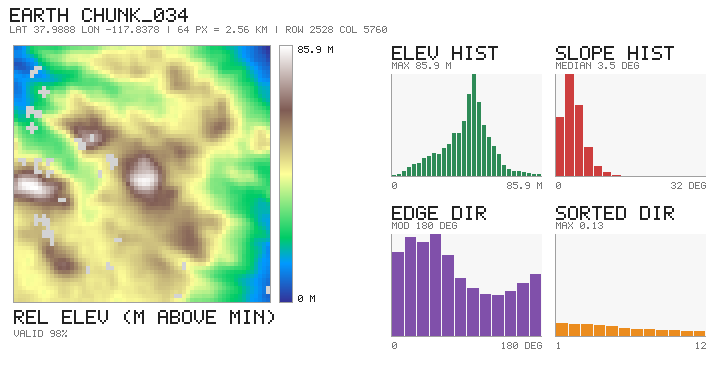 EARTH CHUNK_034
LAT 37.9888 LON -117.8378 | 64 PX = 2.56 KM | ROW 2528 COL 5760
85.9 M
0 M
REL ELEV (M ABOVE MIN)
VALID 98%
ELEV HIST
MAX 85.9 M
0 85.9 M
SLOPE HIST
MEDIAN 3.5 DEG
0 32 DEG
EDGE DIR
MOD 180 DEG
0 180 DEG
SORTED DIR
MAX 0.13
1 12